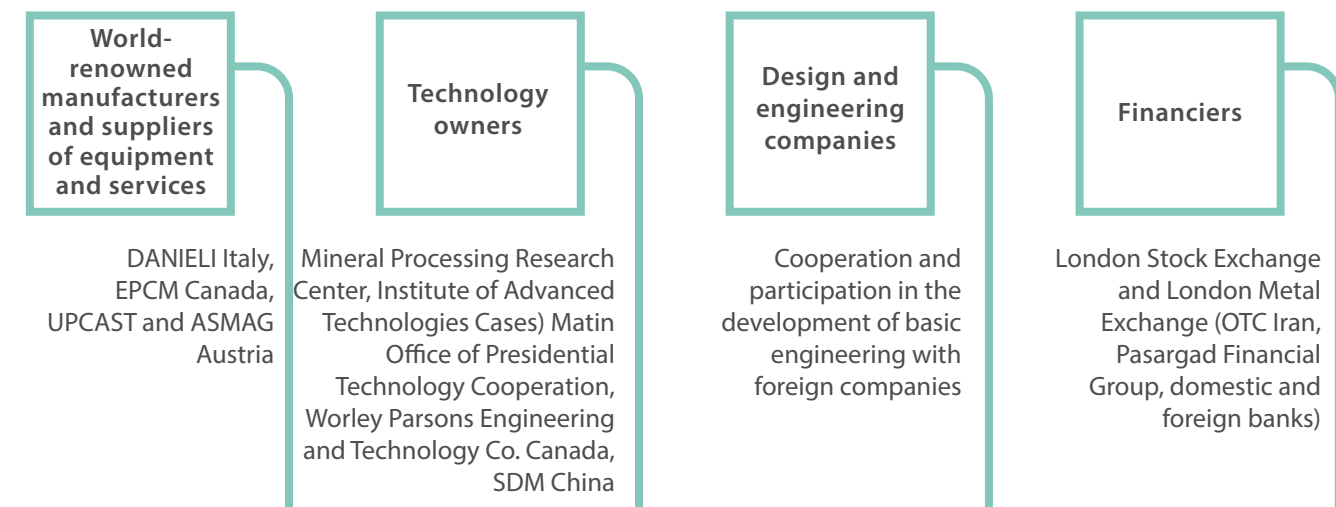 World-
renowned
manufacturers
and suppliers
of equipment
and services
DANIELI Italy,
EPCM Canada,
UPCAST and ASMAG
Austria
Technology
owners
Mineral Processing Research
Center, Institute of Advanced
Technologies Cases) Matin
Office of Presidential
Technology Cooperation,
Worley Parsons Engineering
and Technology Co. Canada,
SDM China
Design and
engineering
companies
Cooperation and
participation in the
development of basic
engineering with
foreign companies
Financiers
London Stock Exchange
and London Metal
Exchange (OTC Iran,
Pasargad Financial
Group, domestic and
foreign banks)